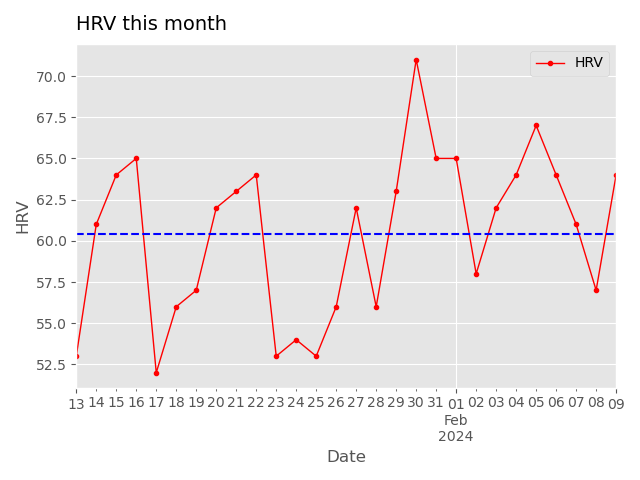 HRV this month
HRV
70.0
67.5
65.0
62.5
60.0
57.5
55.0
52.5
HRV
13 14 15 16 17 18 19 20 21 22 23 24 25 26 27 28 29 30 31 01 02 03 04 05 06 07 08 09
Feb
2024
Date